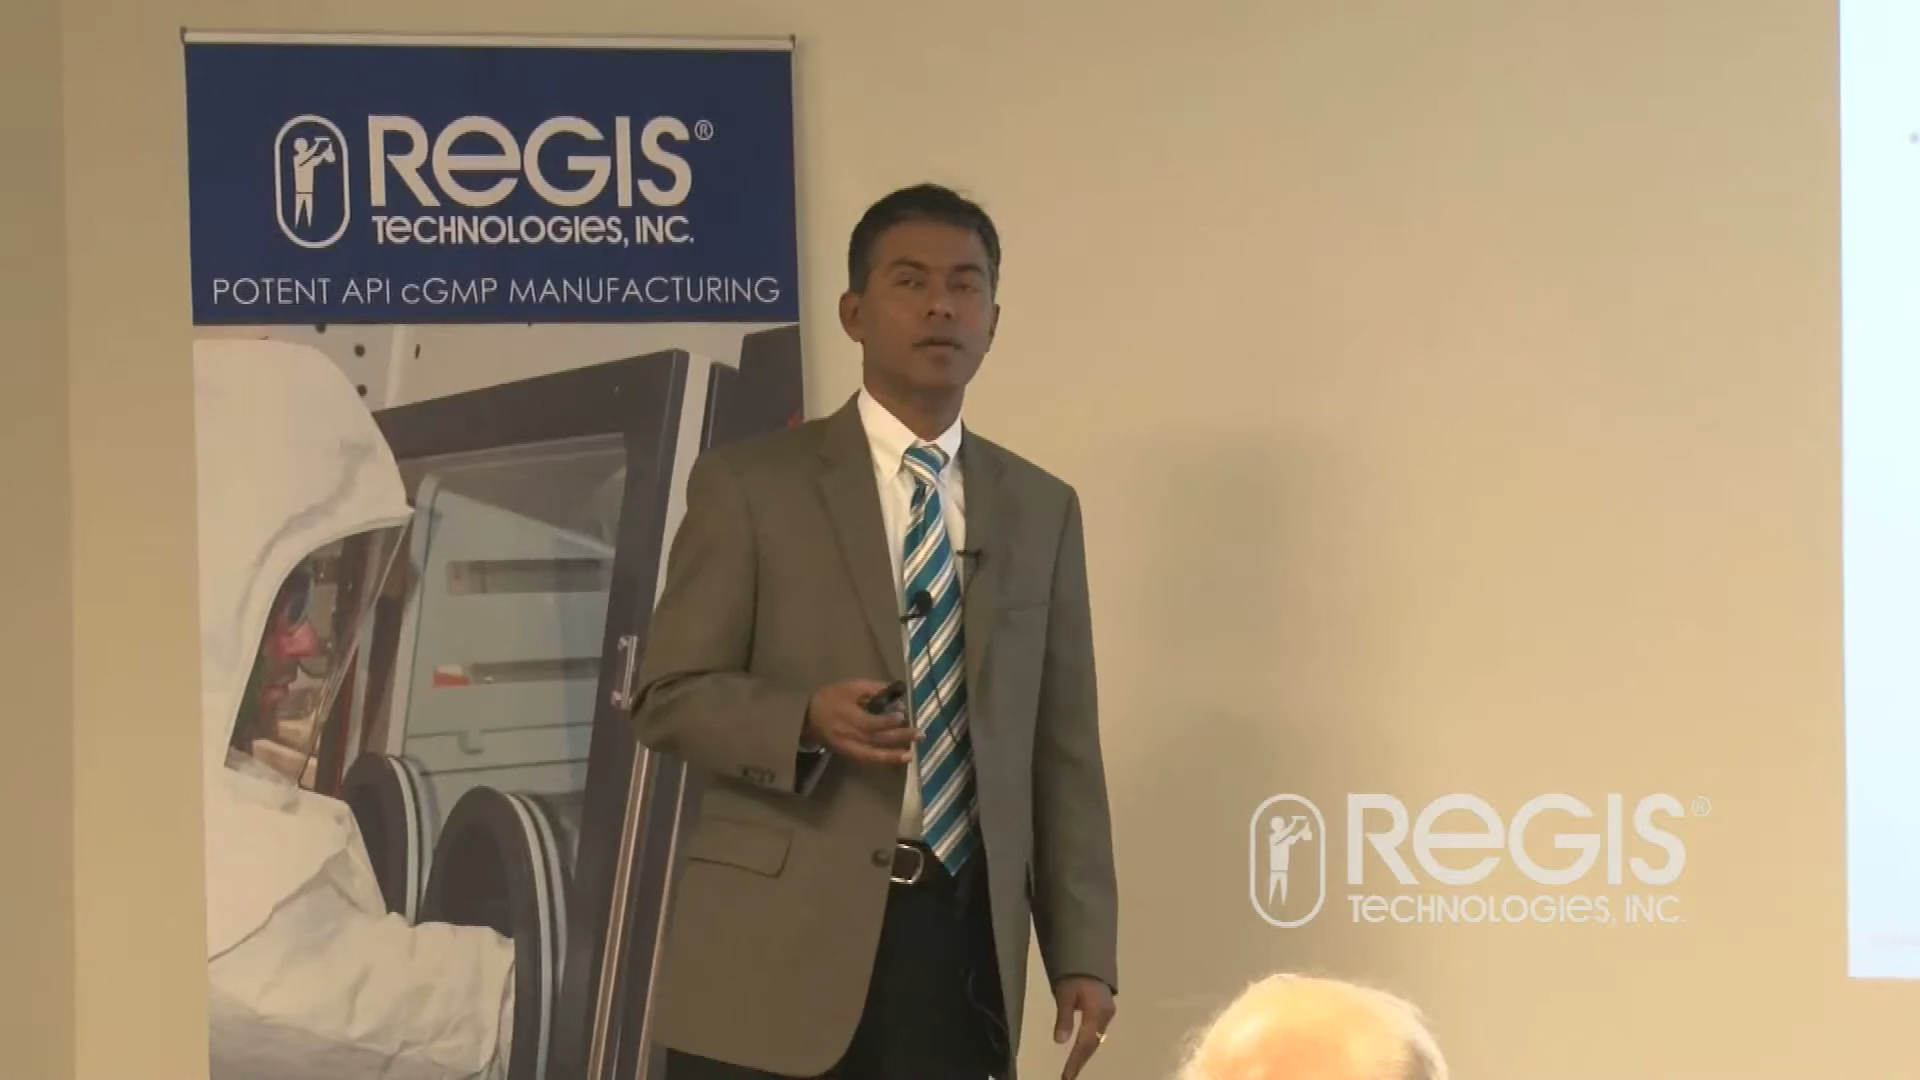 REGIS®
TECHNOLOGIES, INC.
POTENT API cGMP MANUFACTURING
REGIS®
TECHNOLOGIES, INC.